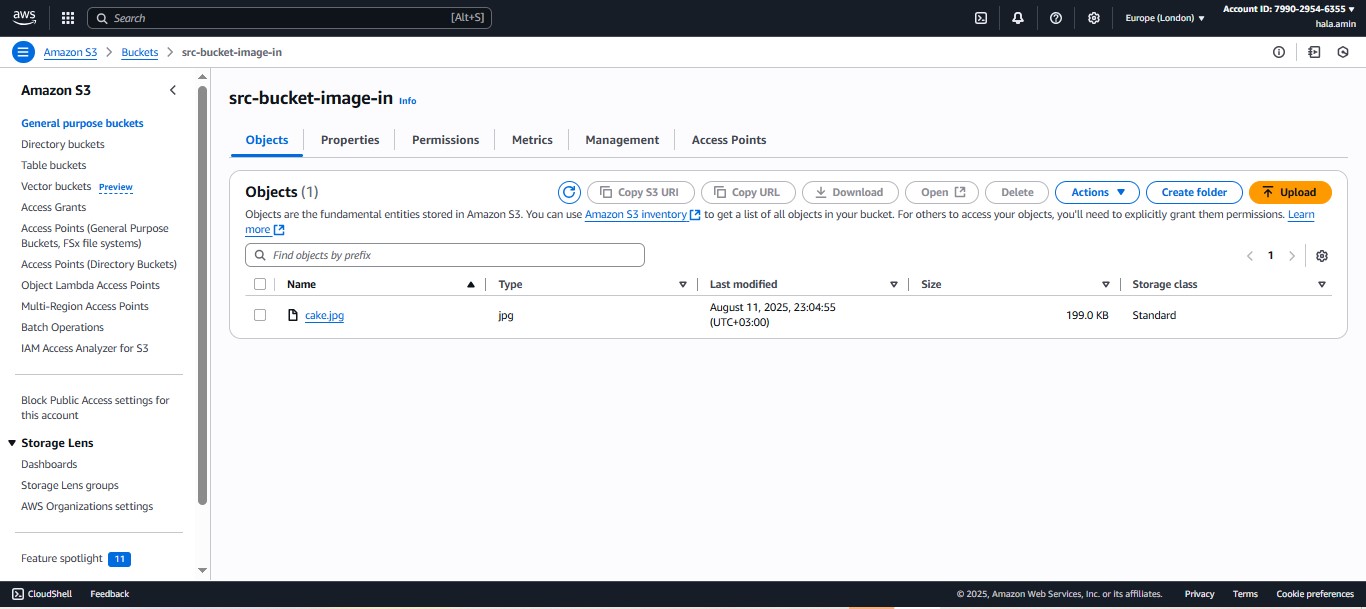 aws
Search [Alt+S]
Europe (London)
Account ID: 7990-2954-6355
hala.amin
Amazon S3 > Buckets > src-bucket-image-in
Amazon S3
General purpose buckets
Directory buckets
Table buckets
Vector buckets Preview
Access Grants
Access Points (General Purpose
Buckets, FSx file systems)
Access Points (Directory Buckets)
Object Lambda Access Points
Multi-Region Access Points
Batch Operations
IAM Access Analyzer for S3
Block Public Access settings for
this account
Storage Lens
Dashboards
Storage Lens groups
AWS Organizations settings
Feature spotlight 11
src-bucket-image-in Info
Objects Properties Permissions Metrics Management Access Points
Objects (1)
Copy S3 URI Copy URL Download Open Delete Actions Create folder Upload
Objects are the fundamental entities stored in Amazon S3. You can use Amazon S3 inventory to get a list of all objects in your bucket. For others to access your objects, you'll need to explicitly grant them permissions. Learn
more
Find objects by prefix
1
Name Type Last modified Size Storage class
cake.jpg jpg August 11, 2025, 23:04:55 199.0 KB Standard
(UTC+03:00)
CloudShell Feedback © 2025, Amazon Web Services, Inc. or its affiliates. Privacy Terms Cookie preferences